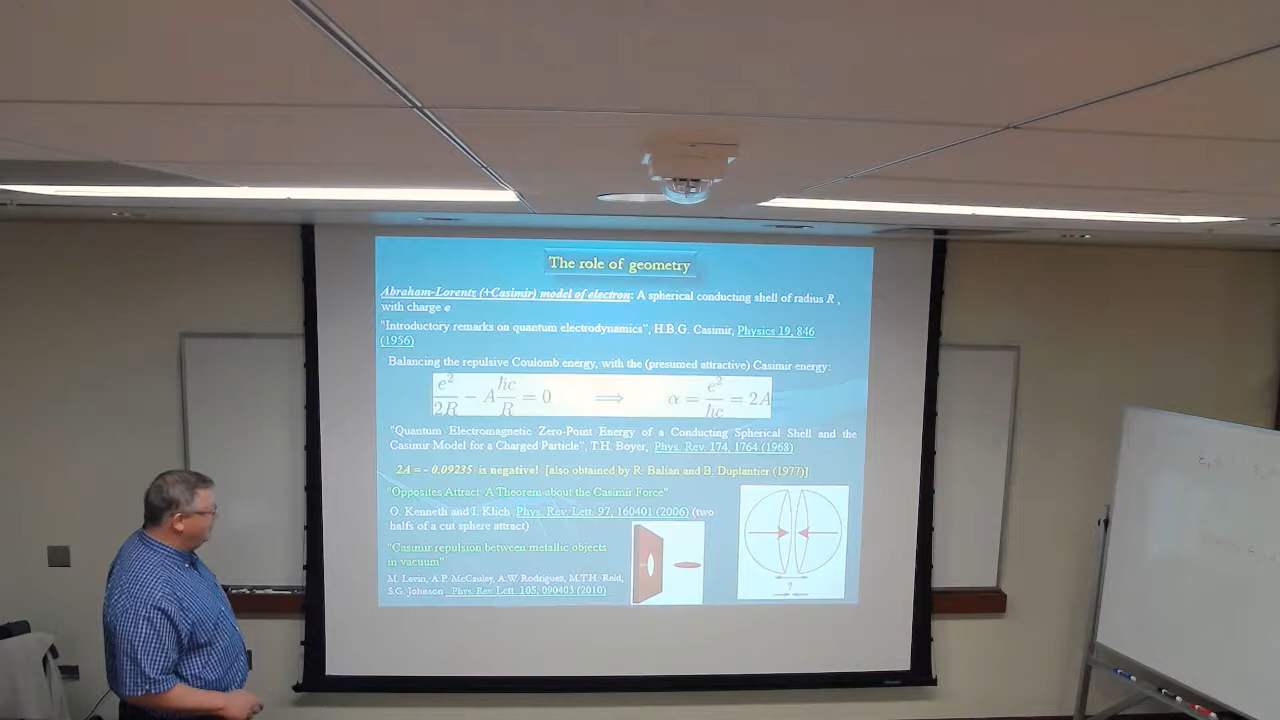 The role of geometry
Abraham-Lorentz (+Casimir) model of electron: A spherical conducting shell of radius R ,
with charge e
"Introductory remarks on quantum electrodynamics", H.B.G. Casimir, Physics 19, 846
(1956)
Balancing the repulsive Coulomb energy, with the (presumed attractive) Casimir energy:
e²/2R − A ħc/R = 0 ⟹ α = e²/ħc = 2A
"Quantum Electromagnetic Zero-Point Energy of a Conducting Spherical Shell and the
Casimir Model for a Charged Particle", T.H. Boyer, Phys. Rev. 174, 1764 (1968)
2A = - 0.09235 is negative! [also obtained by R. Balian and B. Duplantier (1977)]
"Opposites Attract: A Theorem about the Casimir Force"
O. Kenneth and I. Klich, Phys. Rev. Lett. 97, 160401 (2006) (two
halfs of a cut sphere attract)
"Casimir repulsion between metallic objects
in vacuum"
M. Levin, A.P. McCauley, A.W. Rodriguez, M.T.H. Reid,
S.G. Johnson, Phys. Rev. Lett. 105, 090403 (2010)
?